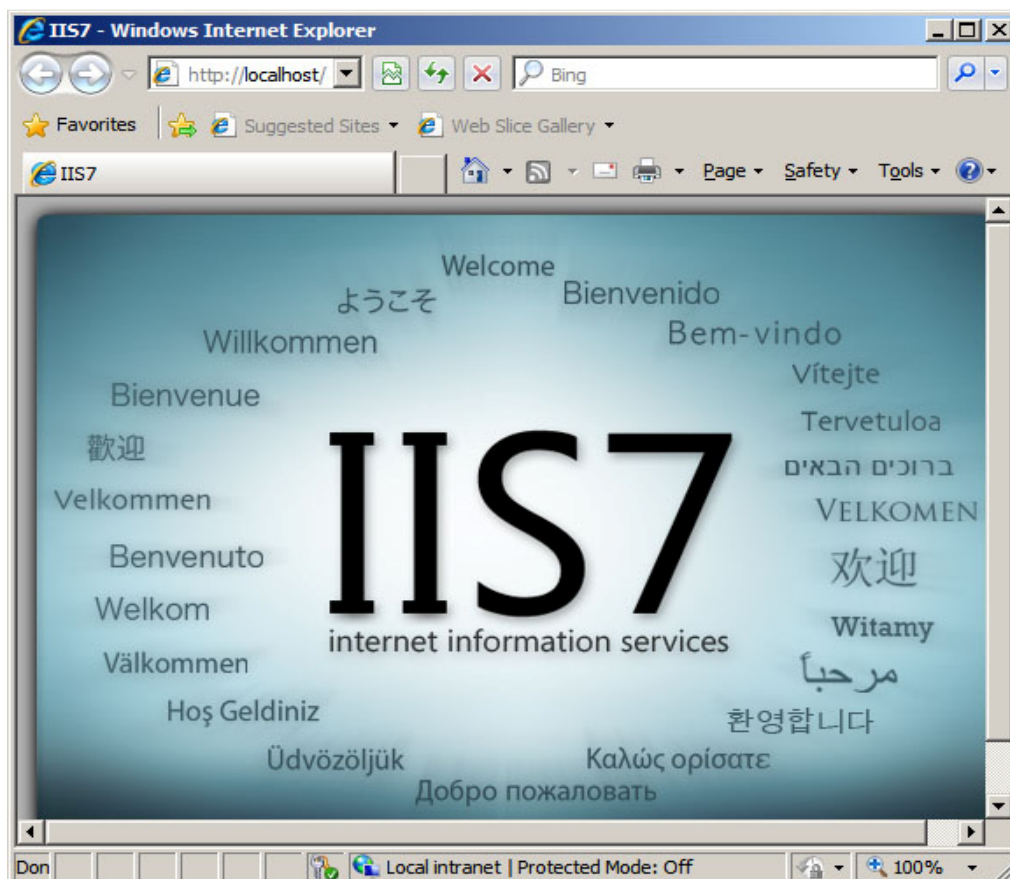 IIS7 - Windows Internet Explorer
http://localhost/
Bing
Favorites
Suggested Sites
Web Slice Gallery
IIS7
Page
Safety
Tools
Welcome
ようこそ
Bienvenido
Willkommen
Bem-vindo
Vítejte
Bienvenue
Tervetuloa
歡迎
ברוכים הבאים
Velkommen
VELKOMEN
Benvenuto
欢迎
Welkom
Witamy
IIS7
internet information services
Välkommen
مرحباً
Hoş Geldiniz
환영합니다
Üdvözöljük
Καλώς ορίσατε
Добро пожаловать
Don
Local intranet | Protected Mode: Off
100%